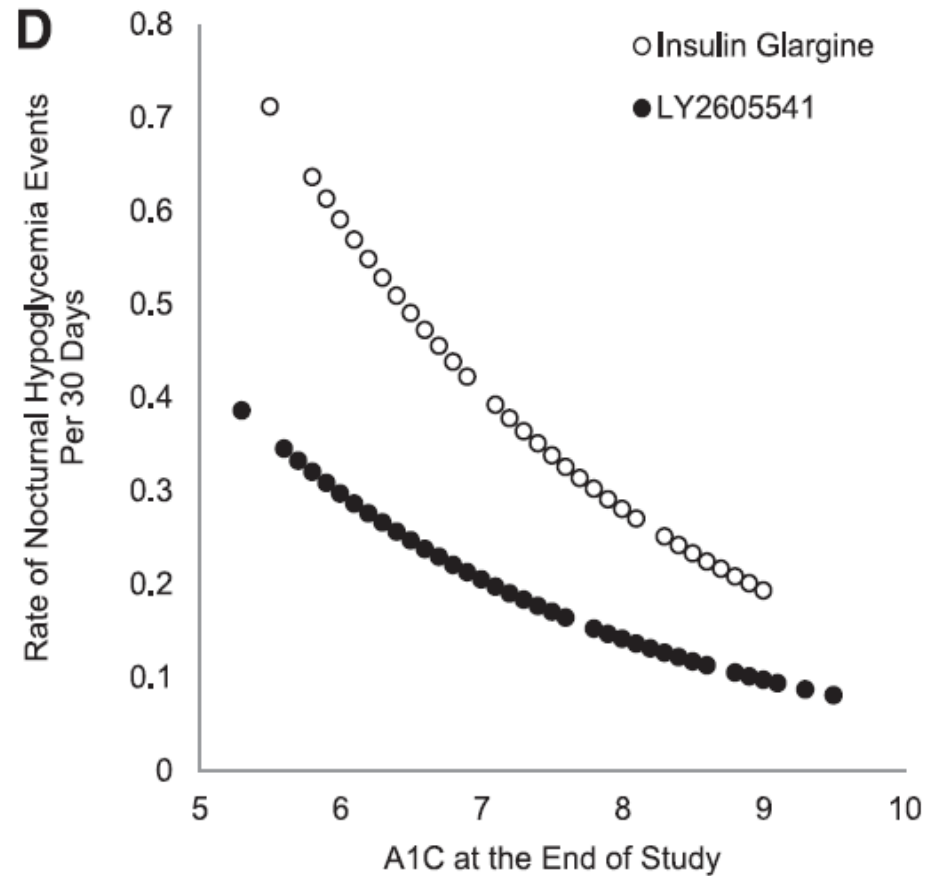 D
Insulin Glargine
LY2605541
Rate of Nocturnal Hypoglycemia Events
Per 30 Days
0.8
0.7
0.6
0.5
0.4
0.3
0.2
0.1
0
5 6 7 8 9 10
A1C at the End of Study